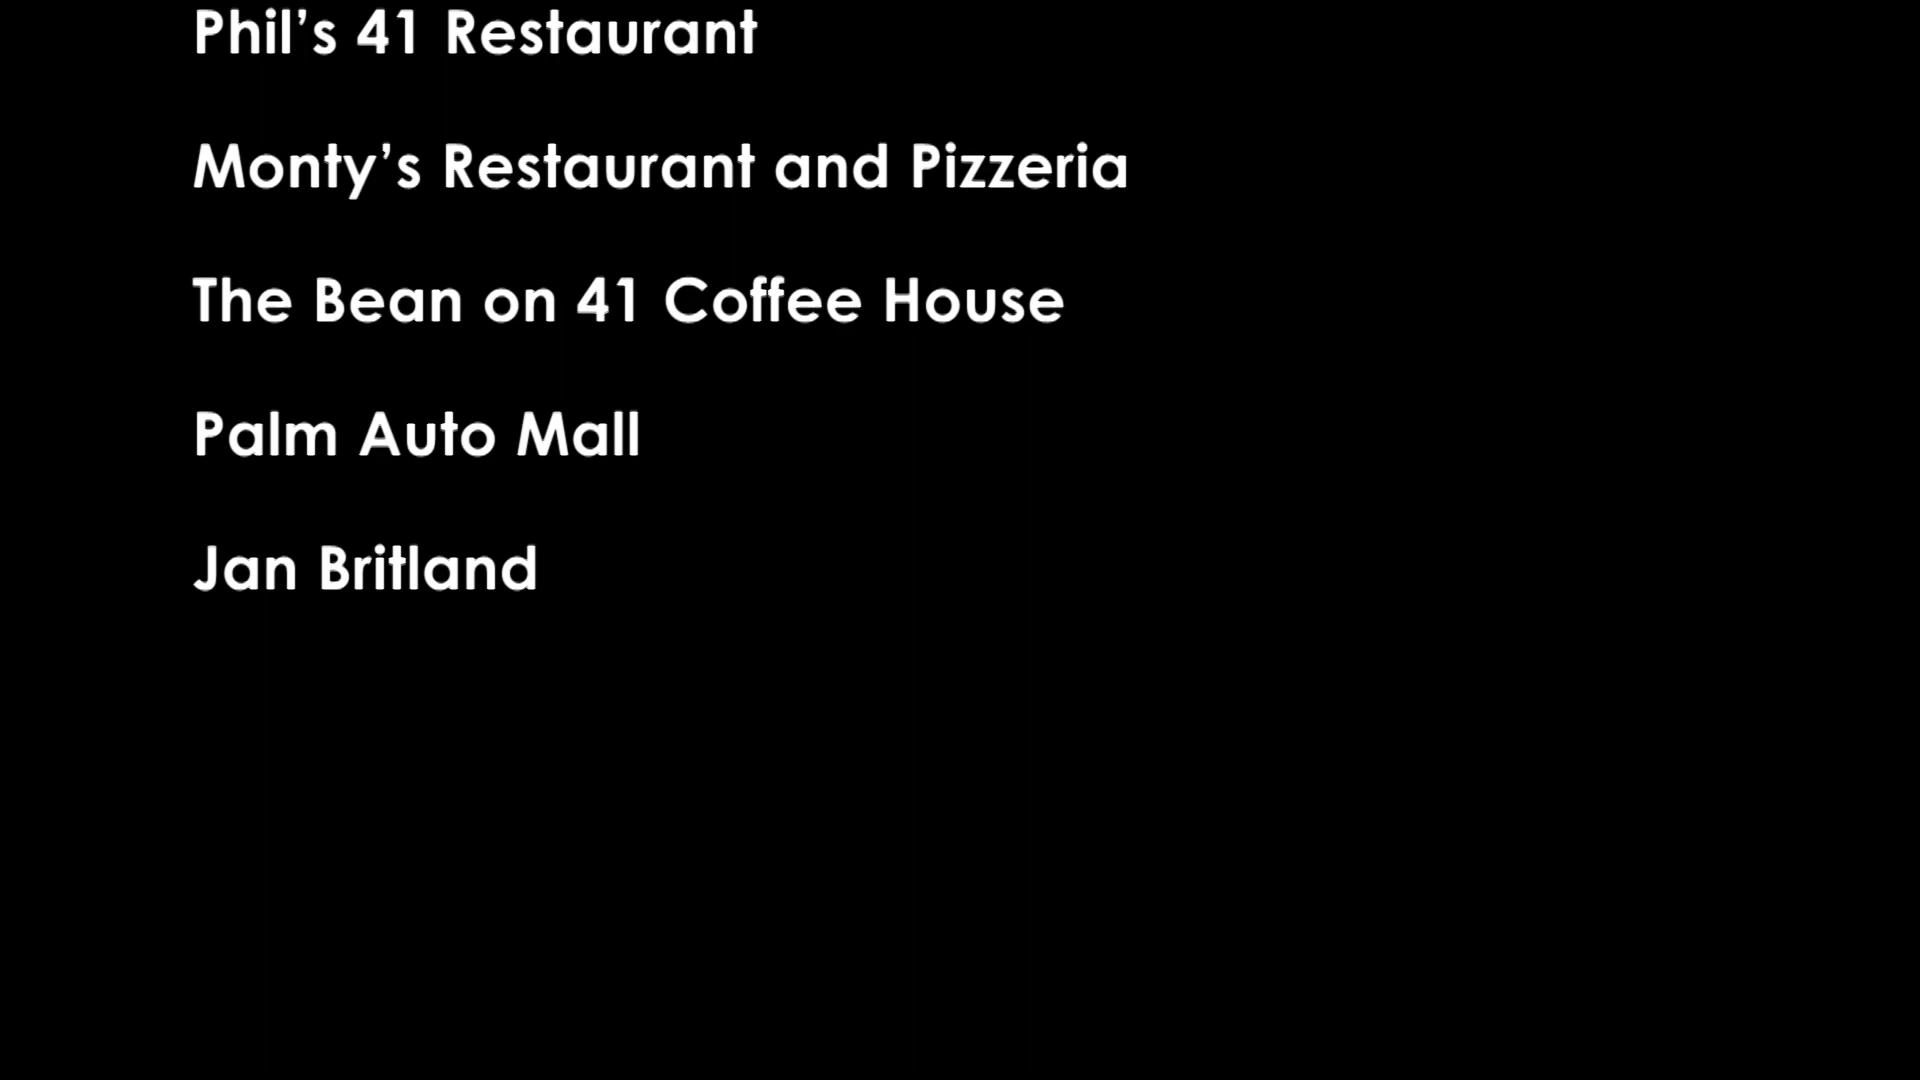 Phil’s 41 Restaurant
Monty’s Restaurant and Pizzeria
The Bean on 41 Coffee House
Palm Auto Mall
Jan Britland